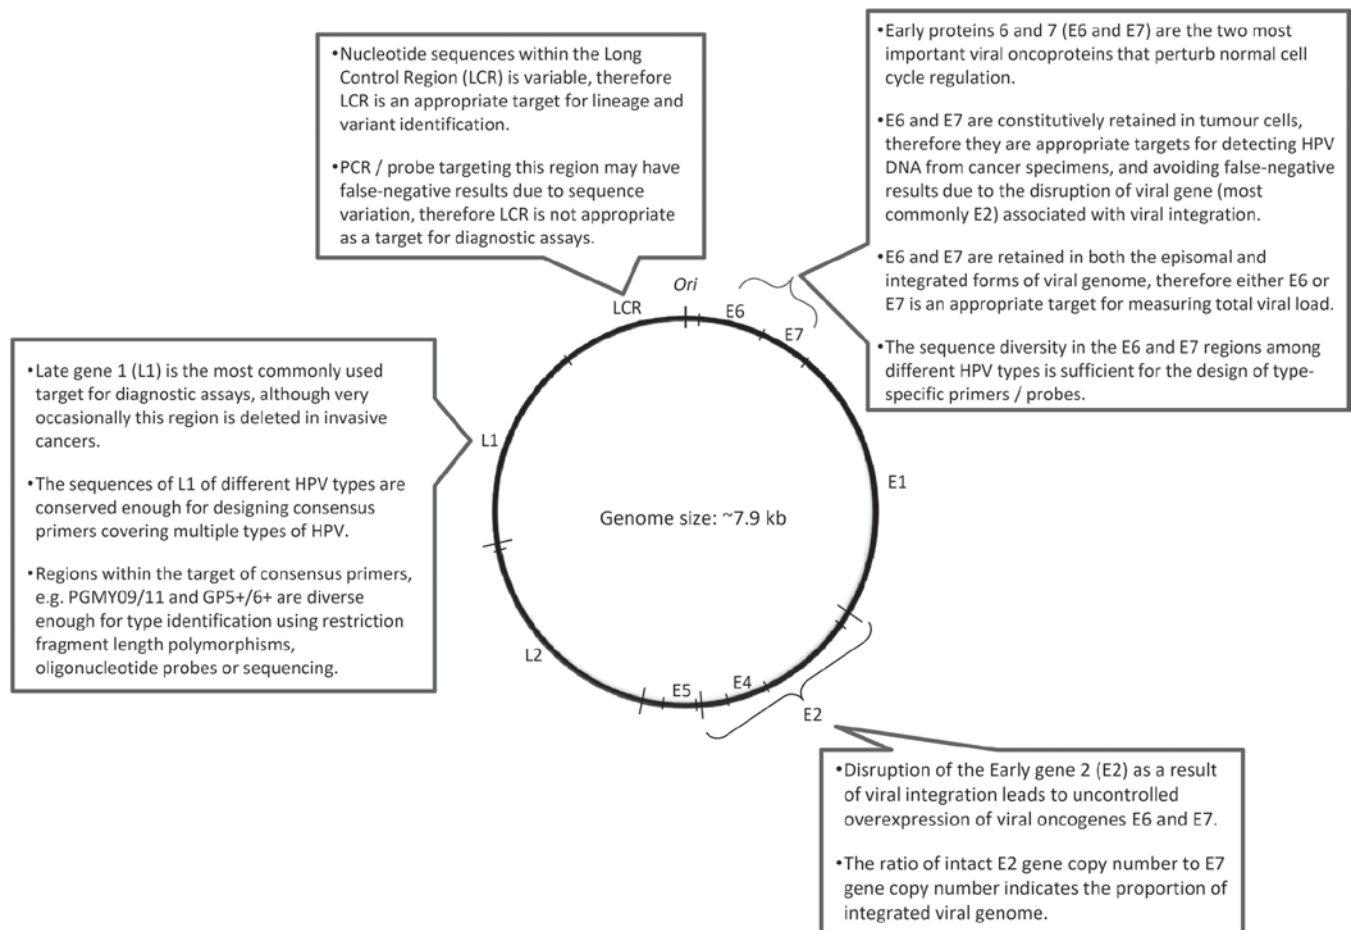 •Nucleotide sequences within the Long
Control Region (LCR) is variable, therefore
LCR is an appropriate target for lineage and
variant identification.
•PCR / probe targeting this region may have
false-negative results due to sequence
variation, therefore LCR is not appropriate
as a target for diagnostic assays.
•Early proteins 6 and 7 (E6 and E7) are the two most
important viral oncoproteins that perturb normal cell
cycle regulation.
•E6 and E7 are constitutively retained in tumour cells,
therefore they are appropriate targets for detecting HPV
DNA from cancer specimens, and avoiding false-negative
results due to the disruption of viral gene (most
commonly E2) associated with viral integration.
•E6 and E7 are retained in both the episomal and
integrated forms of viral genome, therefore either E6 or
E7 is an appropriate target for measuring total viral load.
•The sequence diversity in the E6 and E7 regions among
different HPV types is sufficient for the design of type-
specific primers / probes.
Ori
LCR
E6
E7
•Late gene 1 (L1) is the most commonly used
target for diagnostic assays, although very
occasionally this region is deleted in invasive
cancers.
•The sequences of L1 of different HPV types are
conserved enough for designing consensus
primers covering multiple types of HPV.
•Regions within the target of consensus primers,
e.g. PGMY09/11 and GP5+/6+ are diverse
enough for type identification using restriction
fragment length polymorphisms,
oligonucleotide probes or sequencing.
L1
E1
Genome size: ~7.9 kb
L2
E5
E4
E2
•Disruption of the Early gene 2 (E2) as a result
of viral integration leads to uncontrolled
overexpression of viral oncogenes E6 and E7.
•The ratio of intact E2 gene copy number to E7
gene copy number indicates the proportion of
integrated viral genome.